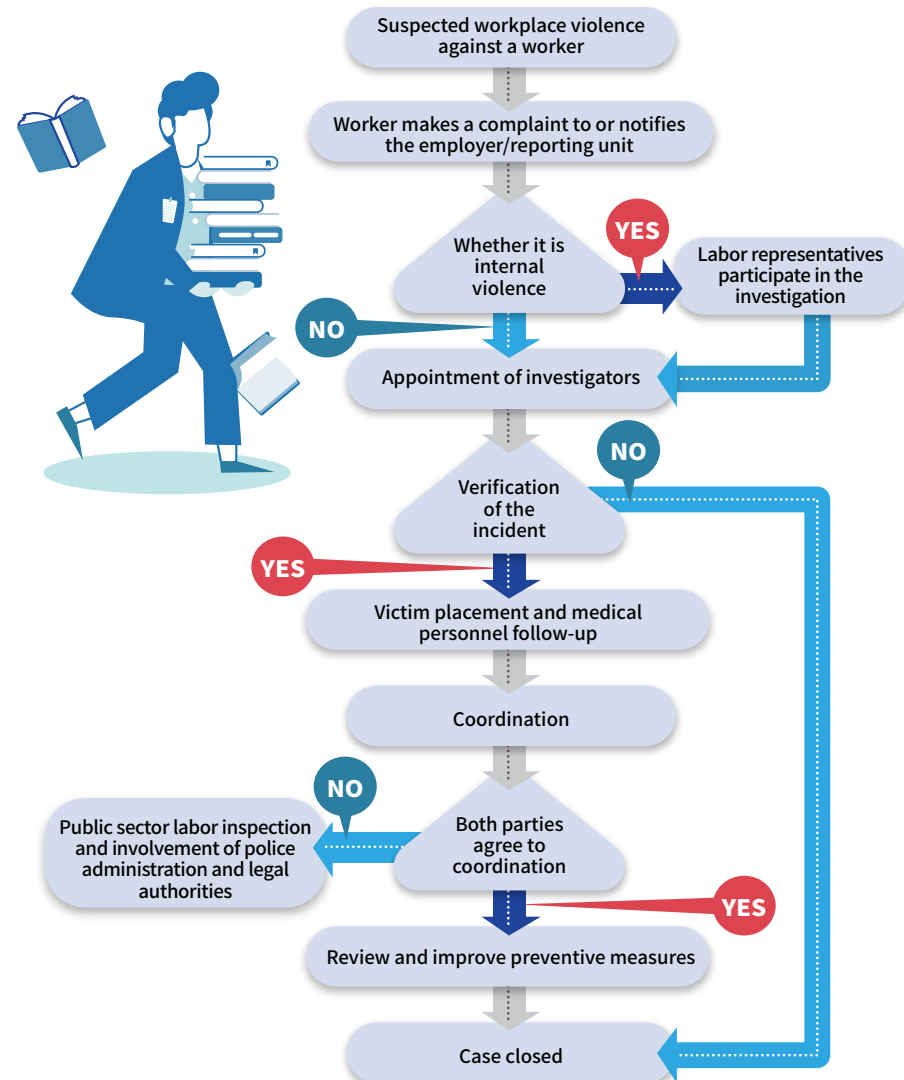 Suspected workplace violence
against a worker
Worker makes a complaint to or notifies
the employer/reporting unit
Whether it is
internal
violence
YES
Labor representatives
participate in the
investigation
NO
Appointment of investigators
Verification
of the
incident
NO
YES
Victim placement and medical
personnel follow-up
Coordination
Both parties
agree to
coordination
NO
Public sector labor inspection
and involvement of police
administration and legal
authorities
YES
Review and improve preventive measures
Case closed